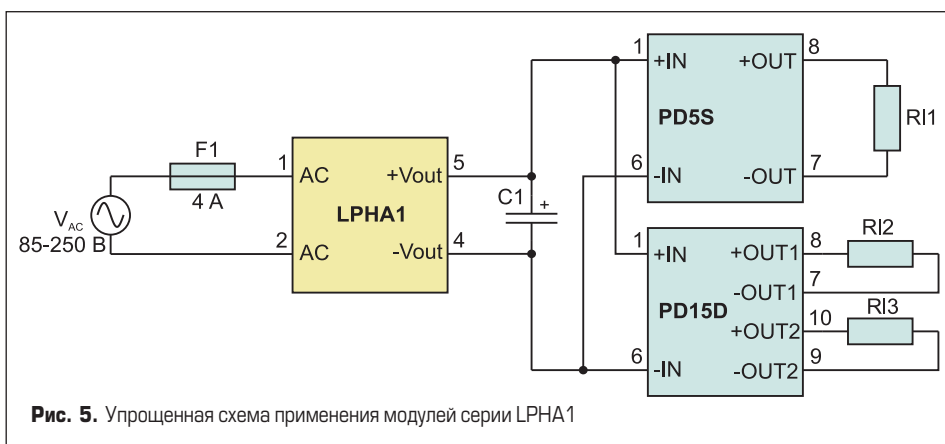 F1
4 A
V AC
85-250 В
1
AC
2
AC
LPHA1
+Vout
5
-Vout
4
C1
+
1
+IN
+OUT
8
PD5S
6
-IN
-OUT
7
Rl1
1
+IN
+OUT1
8
Rl2
-OUT1
7
PD15D
+OUT2
10
Rl3
6
-IN
-OUT2
9
Рис. 5. Упрощенная схема применения модулей серии LPHA1